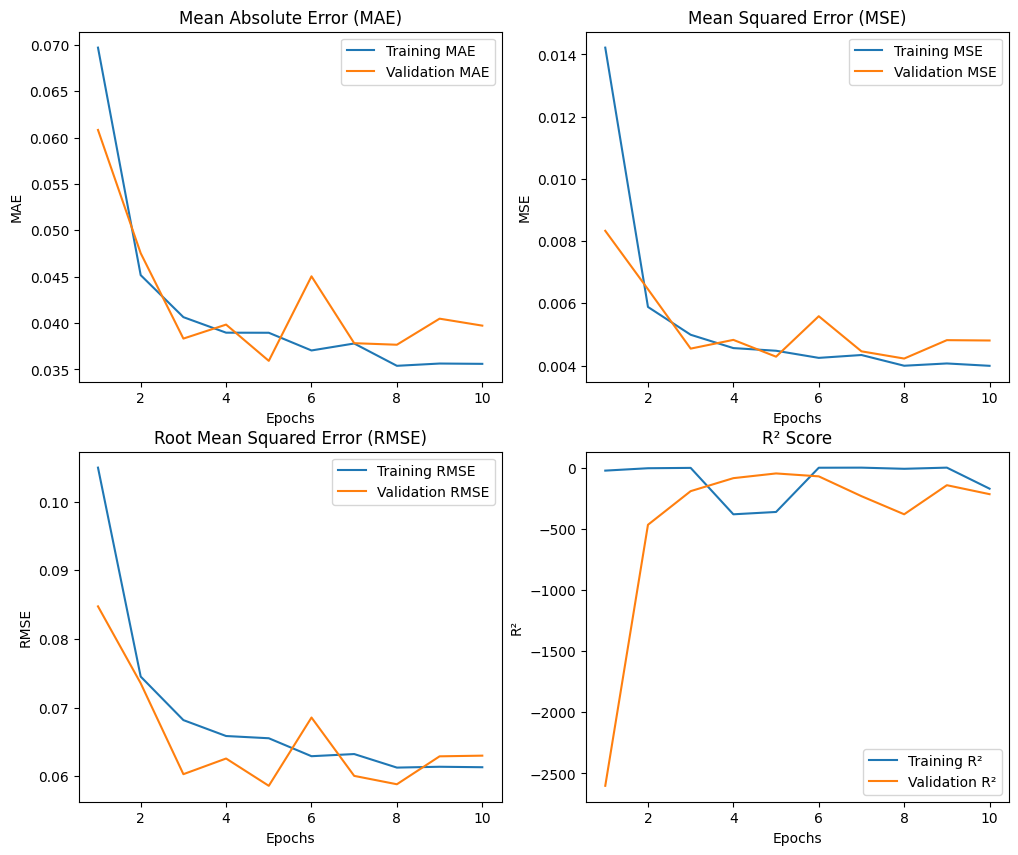 Mean Absolute Error (MAE)
0.070
0.065
0.060
0.055
0.050
0.045
0.040
0.035
MAE
2
4
6
8
10
Epochs
Training MAE
Validation MAE
Mean Squared Error (MSE)
0.014
0.012
0.010
0.008
0.006
0.004
MSE
2
4
6
8
10
Epochs
Training MSE
Validation MSE
Root Mean Squared Error (RMSE)
0.10
0.09
0.08
0.07
0.06
RMSE
2
4
6
8
10
Epochs
Training RMSE
Validation RMSE
R² Score
0
−500
−1000
−1500
−2000
−2500
R²
2
4
6
8
10
Epochs
Training R²
Validation R²